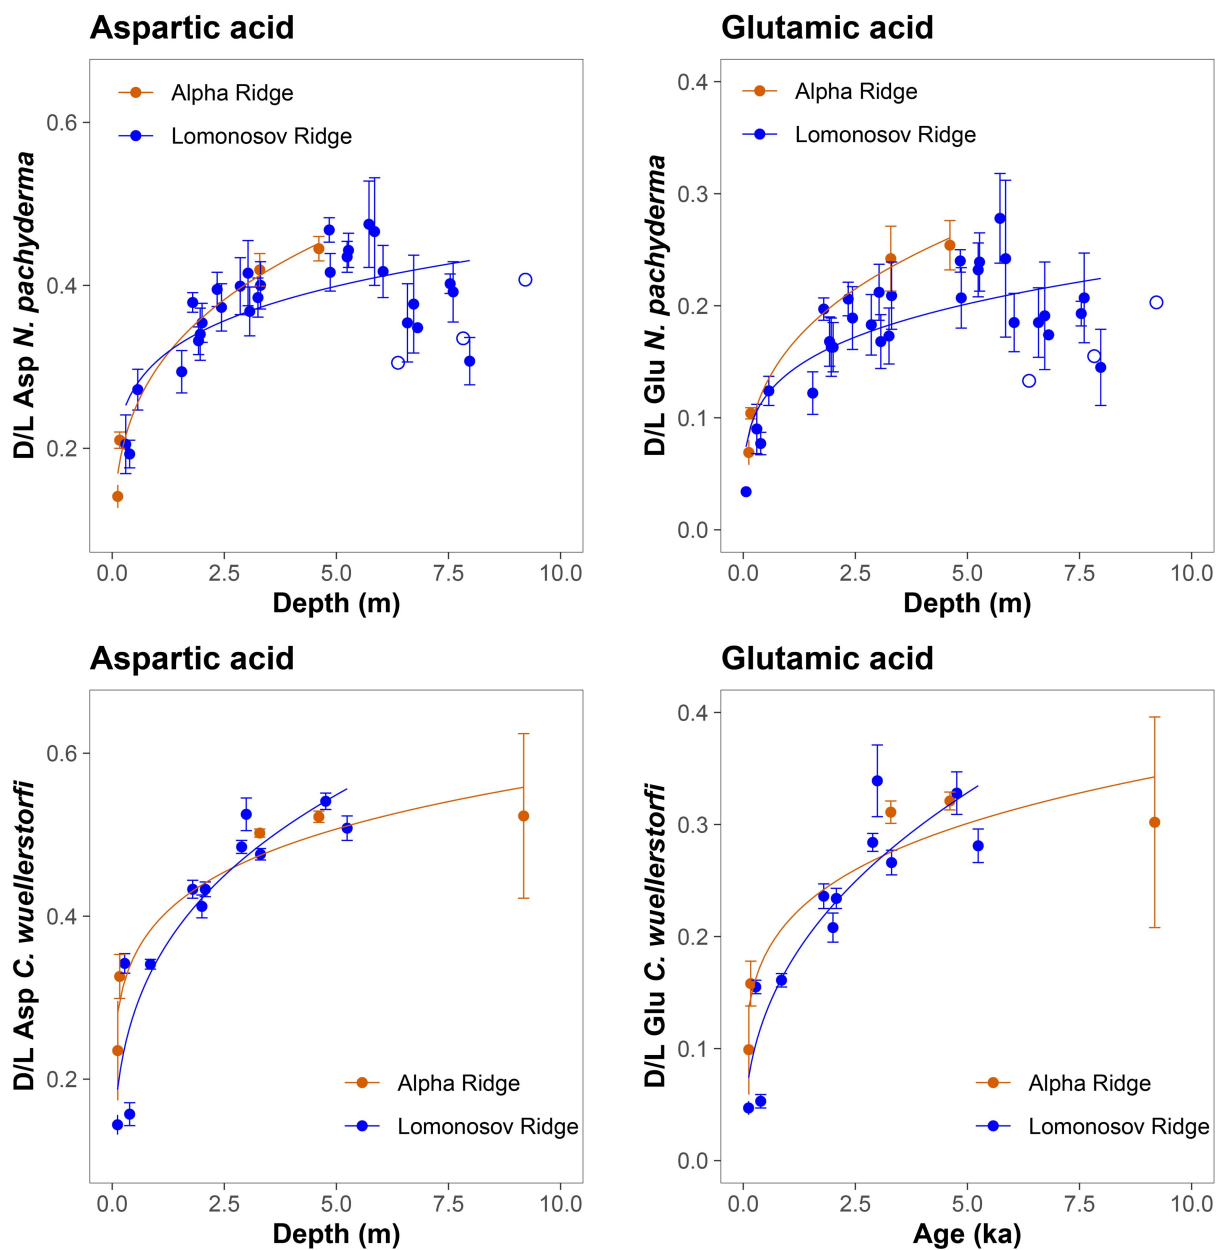 Aspartic acid
Glutamic acid
Alpha Ridge
Lomonosov Ridge
0.6
0.4
0.2
D/L Asp N. pachyderma
0.0
2.5
5.0
7.5
10.0
Depth (m)
Alpha Ridge
Lomonosov Ridge
0.4
0.3
0.2
0.1
0.0
D/L Glu N. pachyderma
0.0
2.5
5.0
7.5
10.0
Depth (m)
Aspartic acid
Glutamic acid
0.6
0.4
0.2
D/L Asp C. wuellerstorfi
Alpha Ridge
Lomonosov Ridge
0.0
2.5
5.0
7.5
10.0
Depth (m)
0.4
0.3
0.2
0.1
0.0
D/L Glu C. wuellerstorfi
Alpha Ridge
Lomonosov Ridge
0.0
2.5
5.0
7.5
10.0
Age (ka)